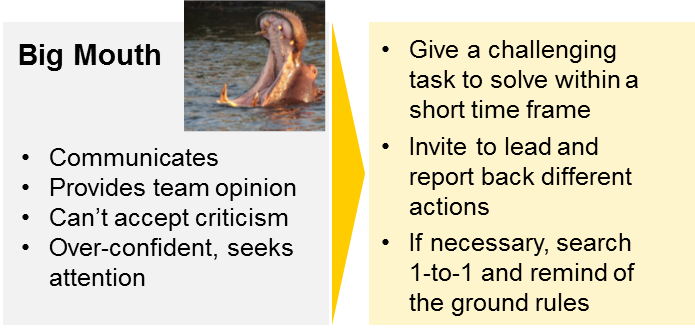 Big Mouth
• Communicates
• Provides team opinion
• Can't accept criticism
• Over-confident, seeks
attention
• Give a challenging
task to solve within a
short time frame
• Invite to lead and
report back different
actions
• If necessary, search
1-to-1 and remind of
the ground rules